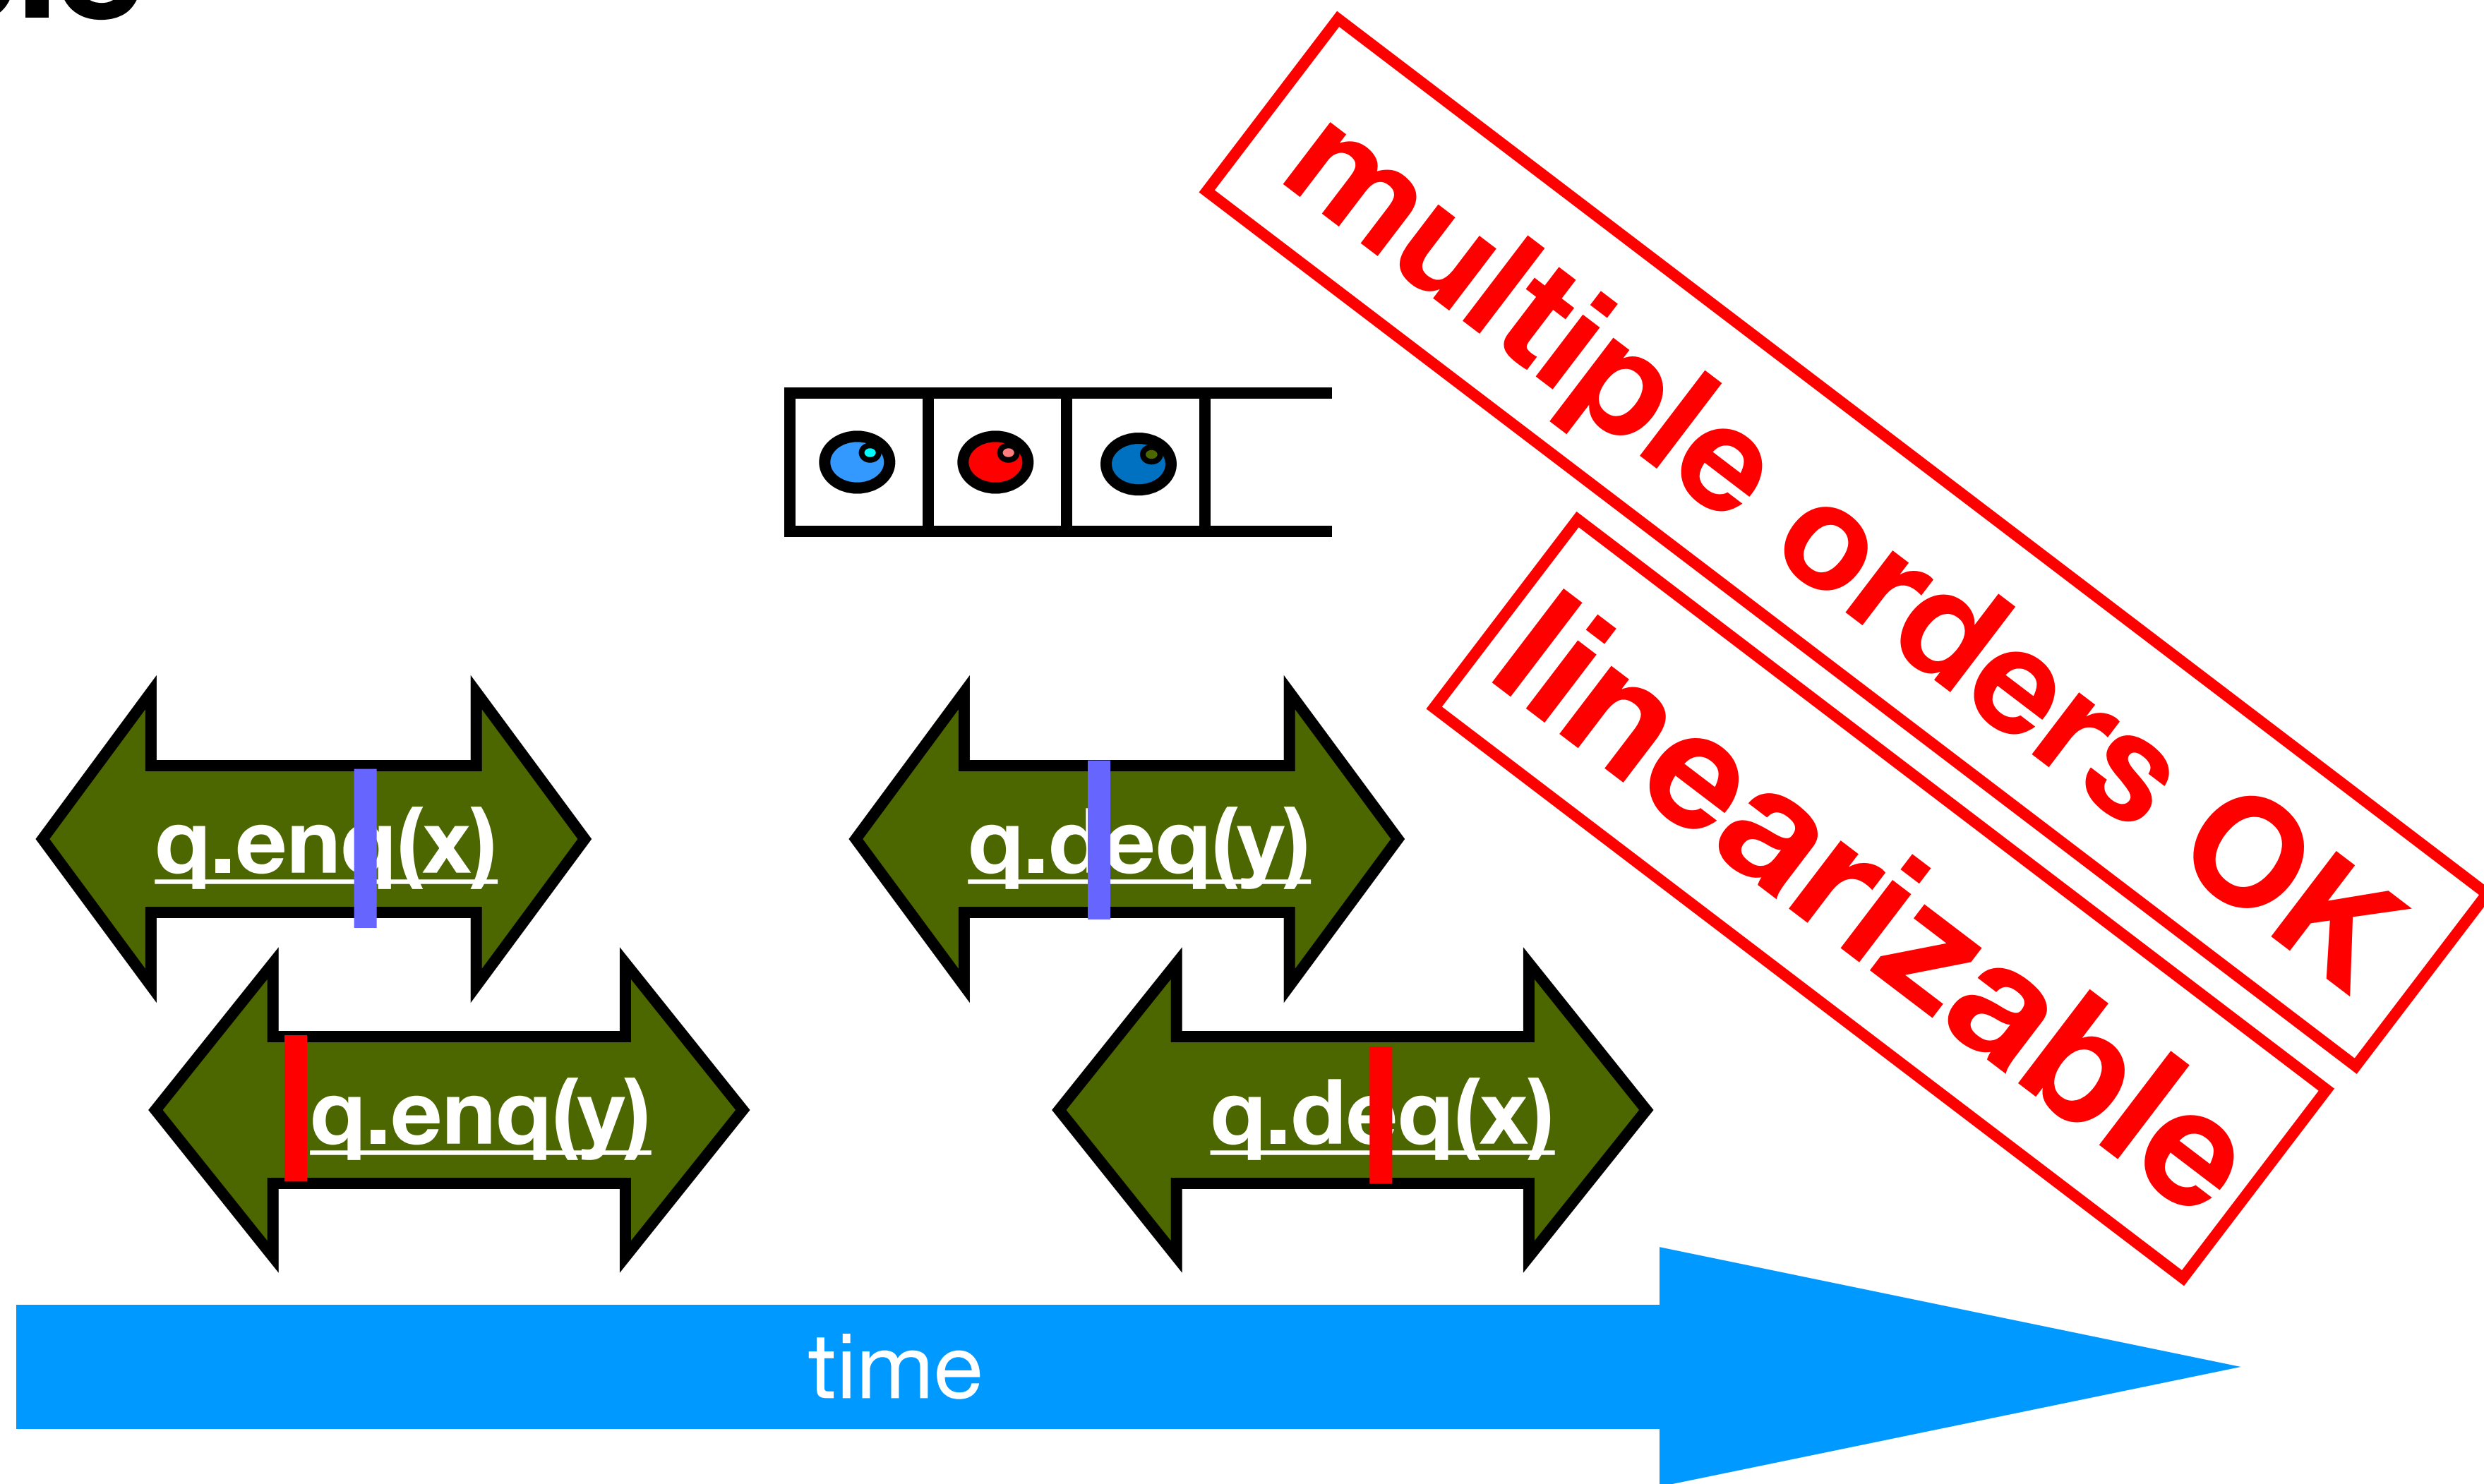 multiple orders OK
linearizable
q.enq(x)
q.deq(y)
q.enq(y)
q.deq(x)
time